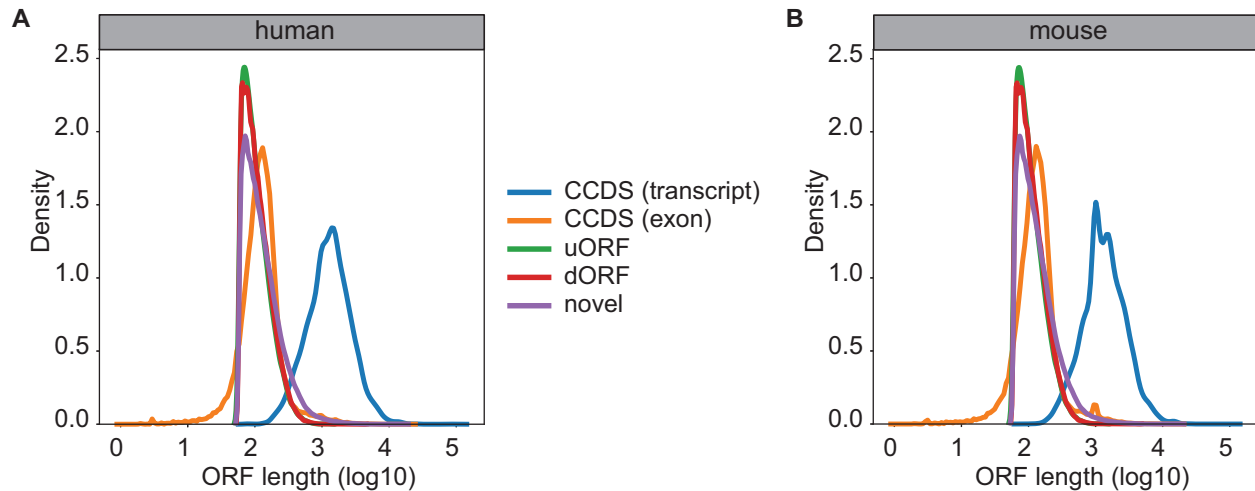 A
human
2.5
2.0
1.5
1.0
0.5
0.0
Density
0 1 2 3 4 5
ORF length (log10)
CCDS (transcript)
CCDS (exon)
uORF
dORF
novel
B
mouse
2.5
2.0
1.5
1.0
0.5
0.0
Density
0 1 2 3 4 5
ORF length (log10)